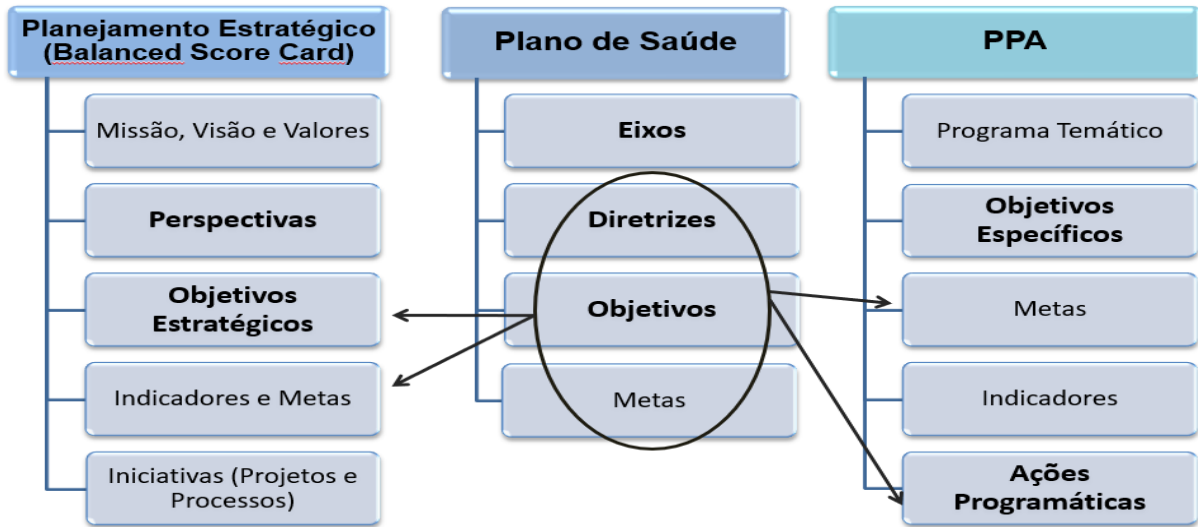 Planejamento Estratégico
(Balanced Score Card)
Missão, Visão e Valores
Perspectivas
Objetivos
Estratégicos
Indicadores e Metas
Iniciativas (Projetos e
Processos)
Plano de Saúde
Eixos
Diretrizes
Objetivos
Metas
PPA
Programa Temático
Objetivos
Específicos
Metas
Indicadores
Ações
Programáticas